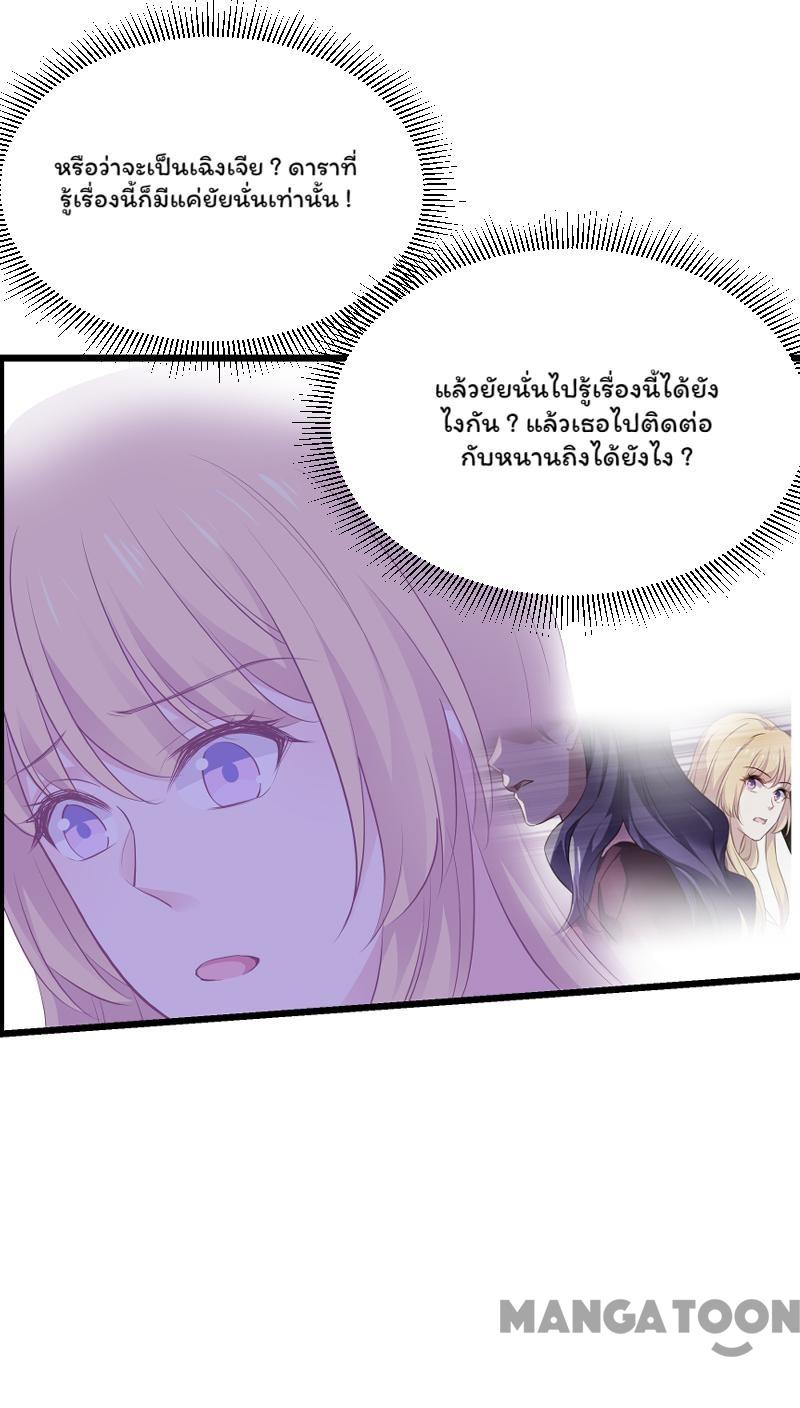 หรือว่าจะเป็นเฉิงเจีย ? ดาราที่
รู้เรื่องนี้ก็มีแค่ยัยนั่นเท่านั้น !
แล้วยัยนั่นไปรู้เรื่องนี้ได้ยัง
ไงกัน ? แล้วเธอไปติดต่อ
กับหนานถิงได้ยังไง ?
MANGATOON